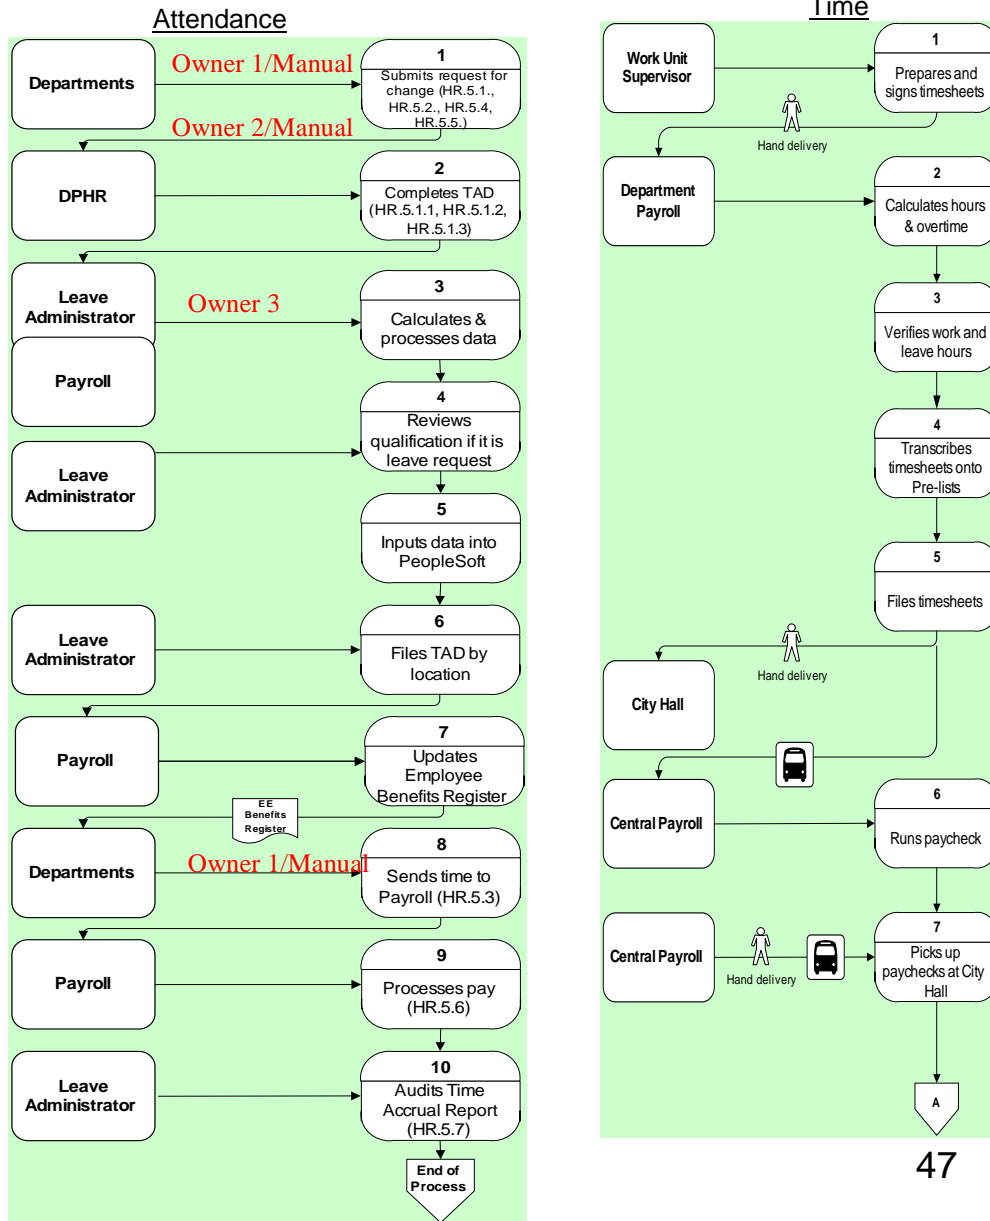 Attendance
Departments
Owner 1/Manual
1
Submits request for
change (HR.5.1.,
HR.5.2., HR.5.4,
HR.5.5.)
Owner 2/Manual
DPHR
2
Completes TAD
(HR.5.1.1, HR.5.1.2,
HR.5.1.3)
Leave
Administrator
Owner 3
3
Calculates &
processes data
Payroll
4
Reviews
qualification if it is
leave request
Leave
Administrator
5
Inputs data into
PeopleSoft
Leave
Administrator
6
Files TAD by
location
Payroll
7
Updates
Employee
Benefits Register
EE
Benefits
Register
Departments
Owner 1/Manual
8
Sends time to
Payroll (HR.5.3)
Payroll
9
Processes pay
(HR.5.6)
Leave
Administrator
10
Audits Time
Accrual Report
(HR.5.7)
End of
Process
Time
Work Unit
Supervisor
1
Prepares and
signs timesheets
Hand delivery
Department
Payroll
2
Calculates hours
& overtime
3
Verifies work and
leave hours
4
Transcribes
timesheets onto
Pre-lists
5
Files timesheets
Hand delivery
City Hall
Central Payroll
6
Runs paycheck
Central Payroll
Hand delivery
7
Picks up
paychecks at City
Hall
A
47